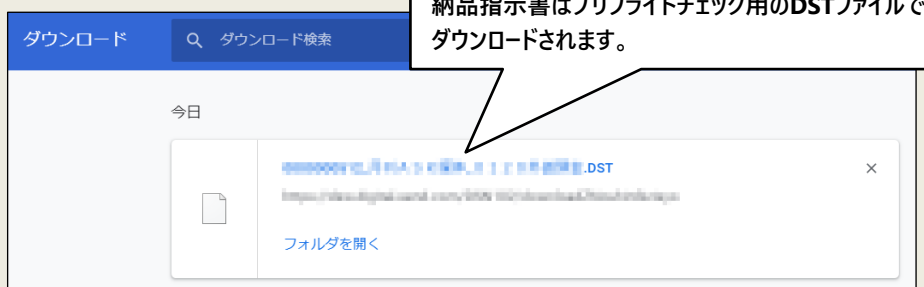 納品指示書はプリフライトチェック用のDSTファイルで
ダウンロードされます。
ダウンロード
ダウンロード検索
今日
.DST
フォルダを開く